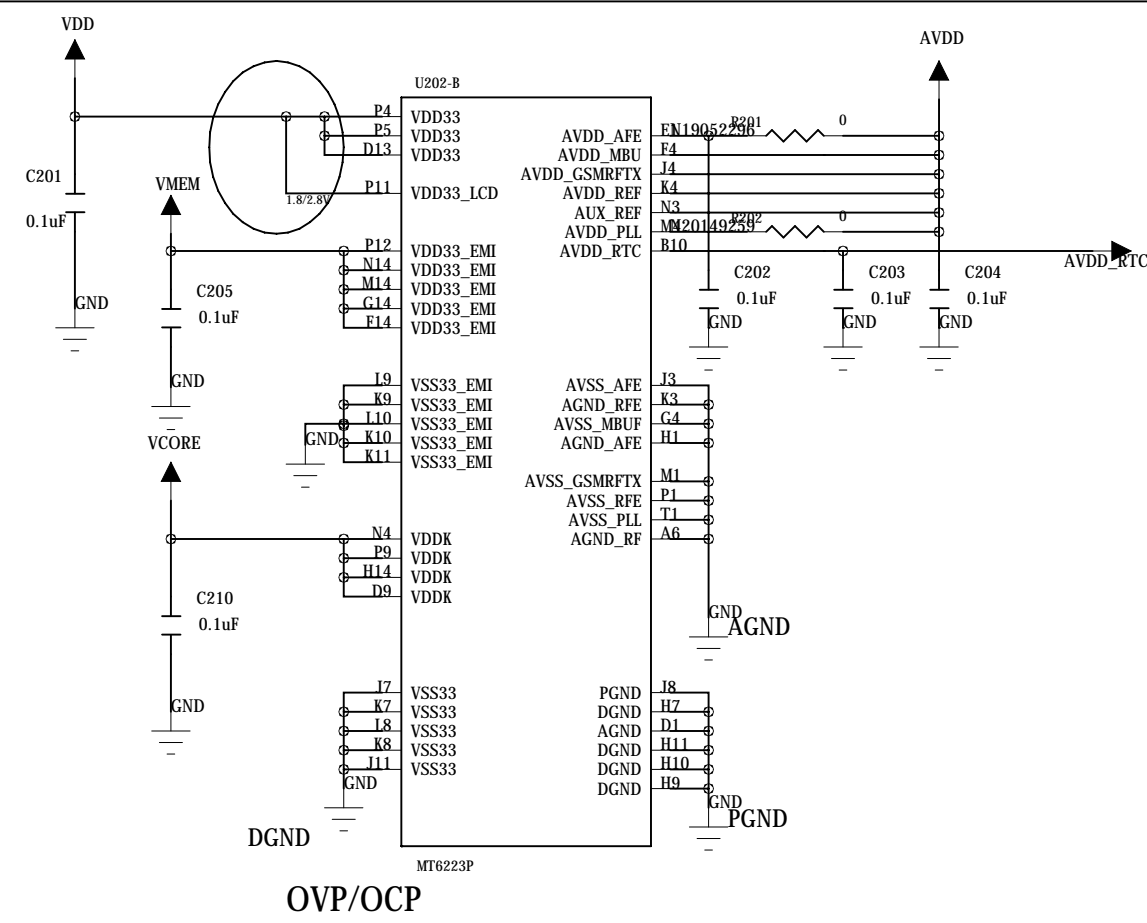 VDD
AVDD
U202-B
P4 VDD33
P5 VDD33
D13 VDD33
P11 VDD33_LCD
1.8/2.8V
C201
0.1uF
GND
VMEM
P12 VDD33_EMI
N14 VDD33_EMI
M14 VDD33_EMI
G14 VDD33_EMI
F14 VDD33_EMI
C205
0.1uF
GND
L9 VSS33_EMI
K9 VSS33_EMI
L10 VSS33_EMI
K10 VSS33_EMI
K11 VSS33_EMI
GND
VCORE
N4 VDDK
P9 VDDK
H14 VDDK
D9 VDDK
C210
0.1uF
GND
J7 VSS33
K7 VSS33
L8 VSS33
K8 VSS33
J11 VSS33
GND
DGND
AVDD_AFE N19052296 R201 0
AVDD_MBU F4
AVDD_GSMRFTX J4
AVDD_REF K4
AUX_REF N3
AVDD_PLL R202 0
AVDD_RTC B10
AVDD_RTC
C202
0.1uF
GND
C203
0.1uF
GND
C204
0.1uF
GND
AVSS_AFE J3
AGND_RFE K3
AVSS_MBUF G4
AGND_AFE H1
AVSS_GSMRFTX M1
AVSS_RFE P1
AVSS_PLL T1
AGND_RF A6
GND
AGND
PGND J8
DGND H7
AGND D1
DGND H11
DGND H10
DGND H9
GND
PGND
MT6223P
OVP/OCP